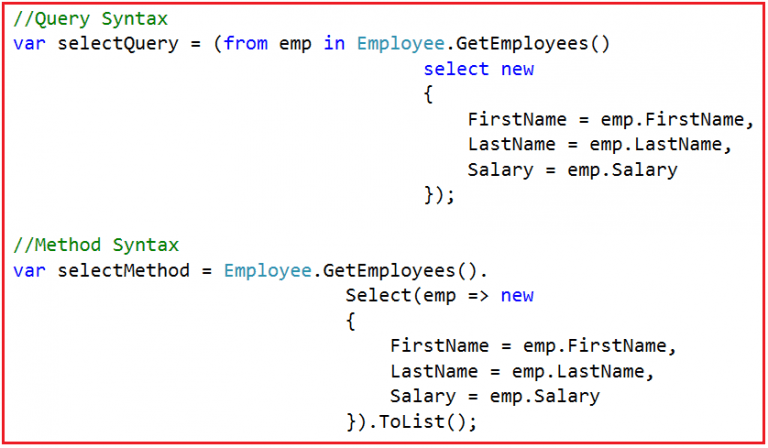 //Query Syntax
var selectQuery = (from emp in Employee.GetEmployees()
select new
{
FirstName = emp.FirstName,
LastName = emp.LastName,
Salary = emp.Salary
});
//Method Syntax
var selectMethod = Employee.GetEmployees().
Select(emp => new
{
FirstName = emp.FirstName,
LastName = emp.LastName,
Salary = emp.Salary
}).ToList();